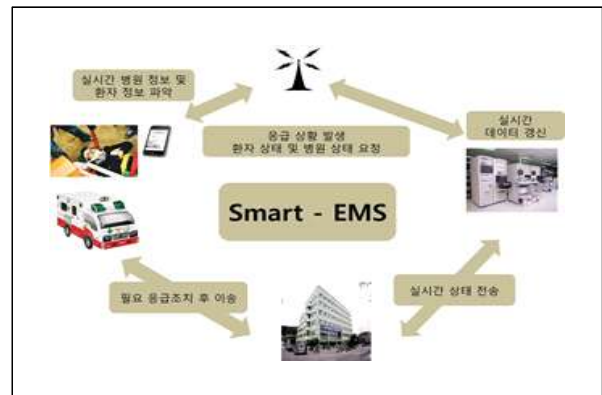 실시간 병원 정보 및
환자 정보 파악
응급 상황 발생
환자 상태 및 병원 상태 요청
실시간
데이터 갱신
Smart - EMS
필요 응급조치 후 이송
실시간 상태 전송